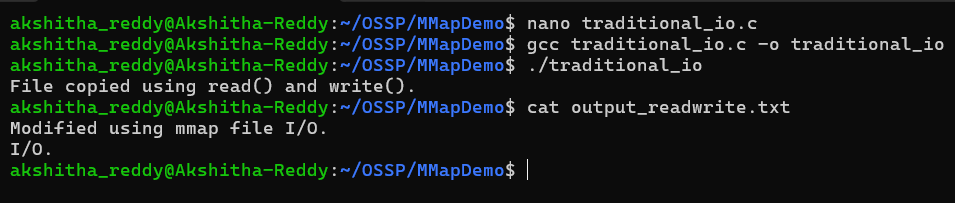 akshitha_reddy@Akshitha-Reddy:~/OSSP/MMapDemo$ nano traditional_io.c
akshitha_reddy@Akshitha-Reddy:~/OSSP/MMapDemo$ gcc traditional_io.c -o traditional_io
akshitha_reddy@Akshitha-Reddy:~/OSSP/MMapDemo$ ./traditional_io
File copied using read() and write().
akshitha_reddy@Akshitha-Reddy:~/OSSP/MMapDemo$ cat output_readwrite.txt
Modified using mmap file I/O.
I/O.
akshitha_reddy@Akshitha-Reddy:~/OSSP/MMapDemo$